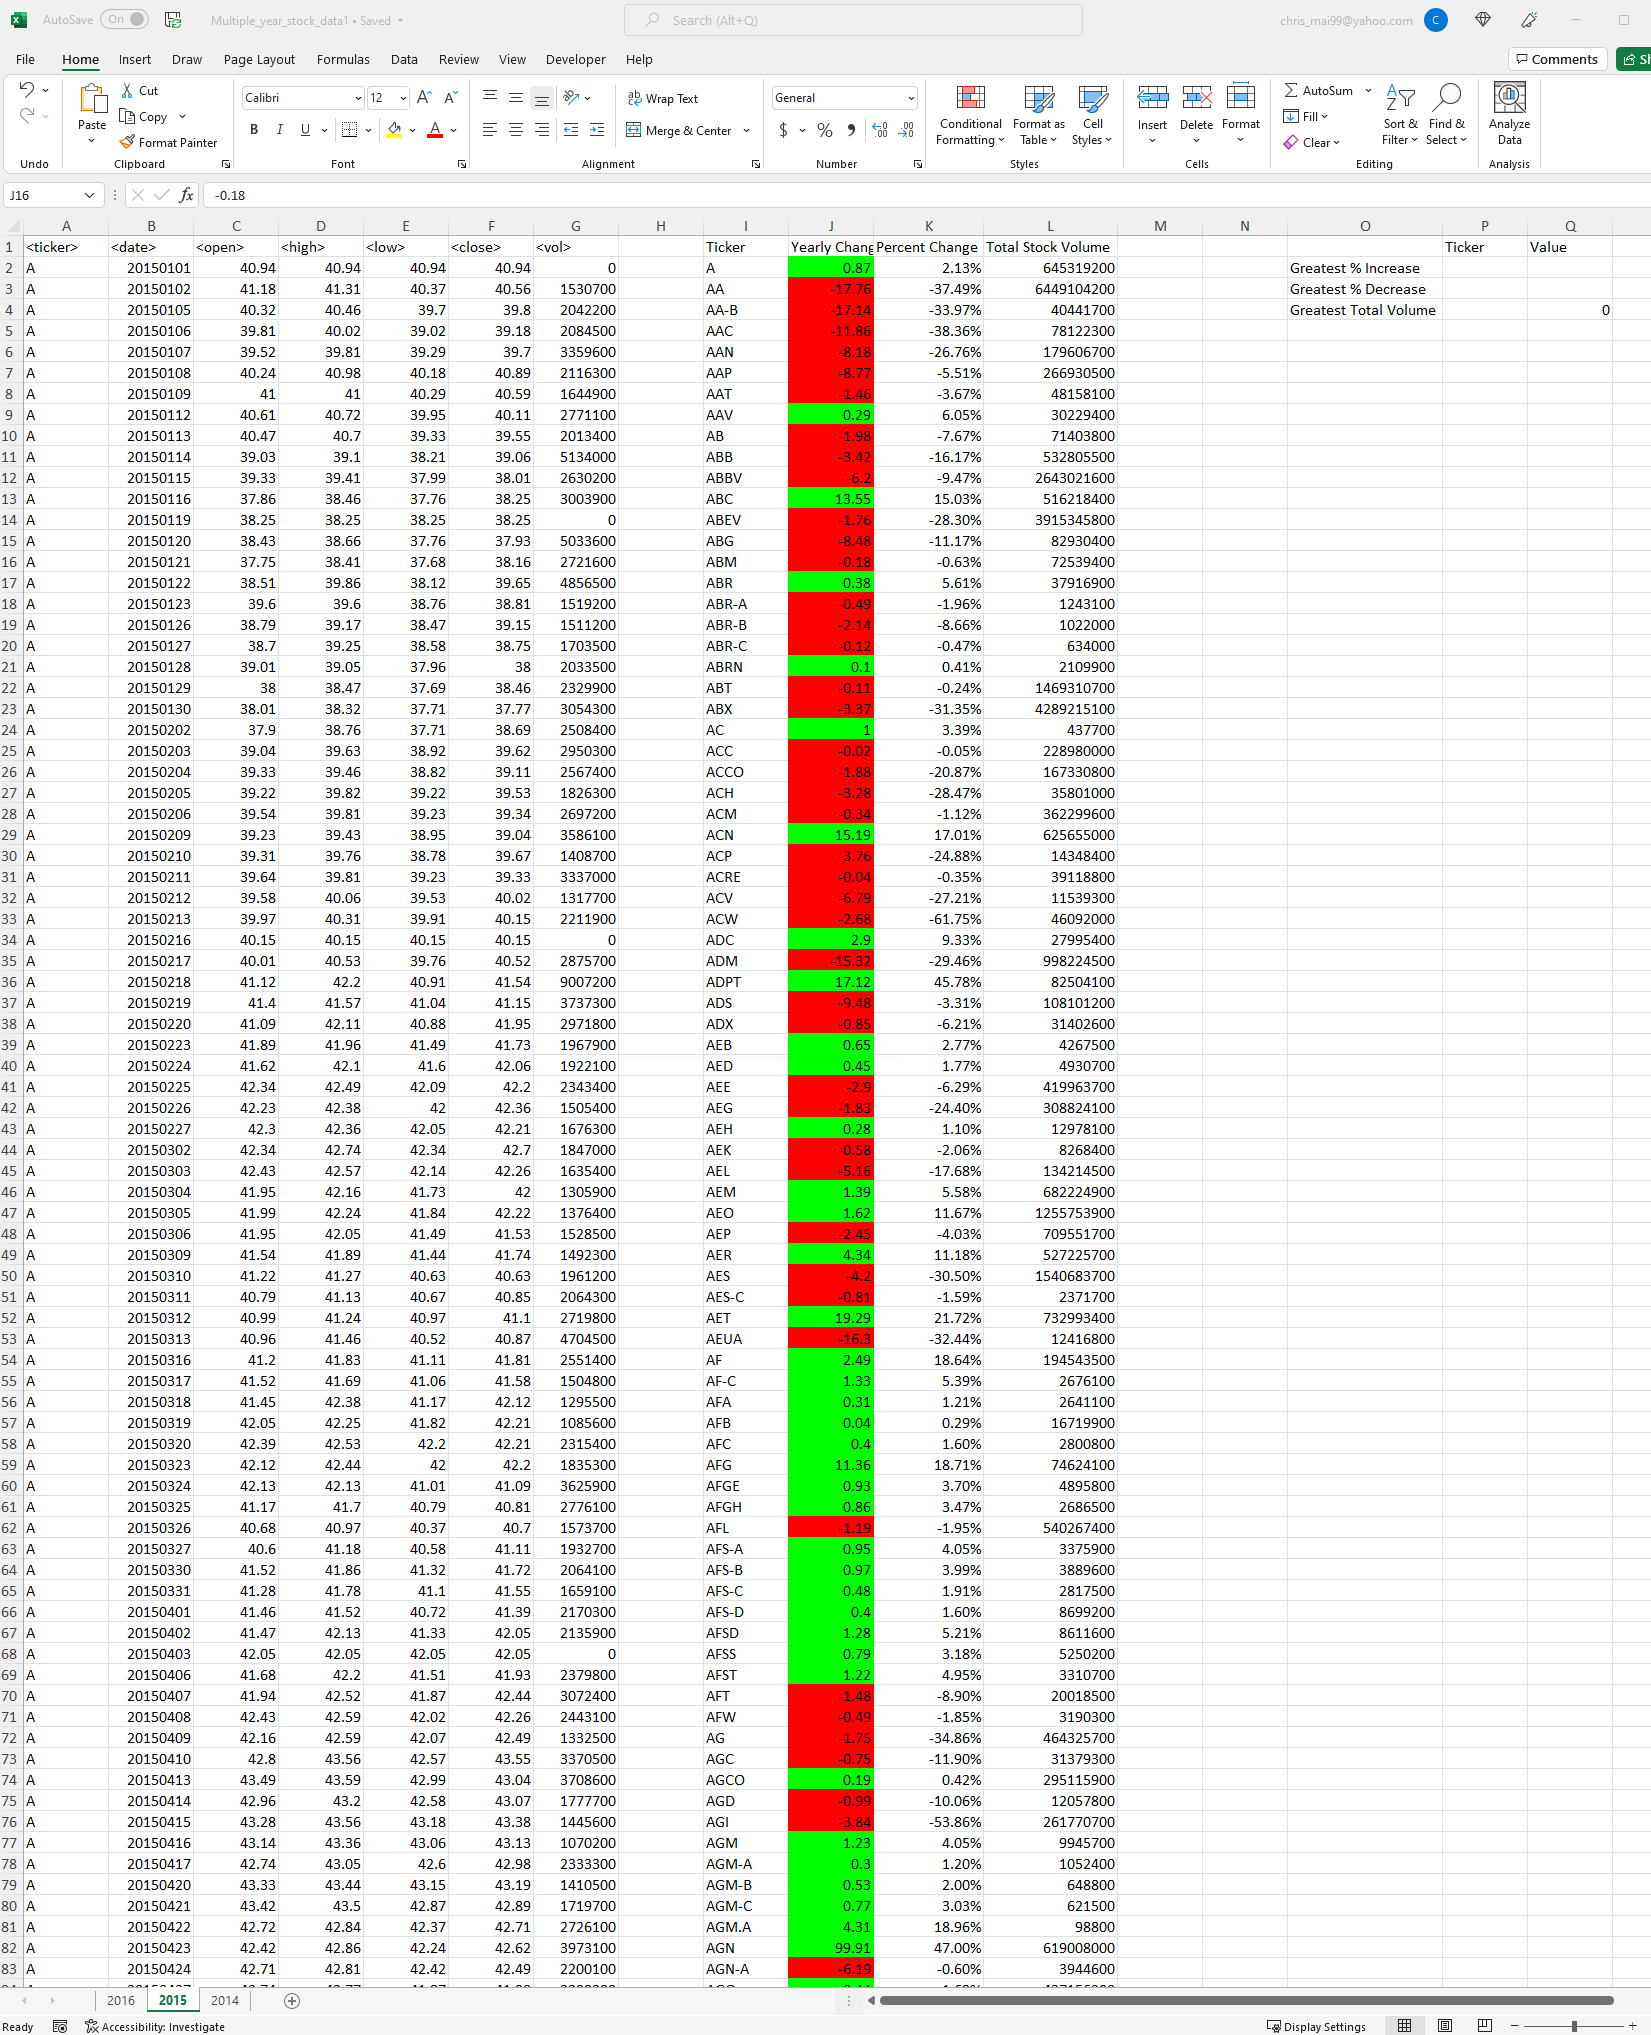 AutoSave On Multiple_year_stock_data1 • Saved Search (Alt+Q) chris_mai99@yahoo.com C
File Home Insert Draw Page Layout Formulas Data Review View Developer Help Comments Sh
Cut Calibri 12 Wrap Text General AutoSum
Paste Copy B I U A Merge & Center $ % Conditional Formatting Format as Table Cell Styles Insert Delete Format Fill Sort & Filter Find & Select Analyze Data
Format Painter Clear
Undo Clipboard Font Alignment Number Styles Cells Editing Analysis
J16 fx -0.18
A B C D E F G H I J K L M N O P Q
1 <ticker> <date> <open> <high> <low> <close> <vol> Ticker Yearly Chang Percent Change Total Stock Volume Ticker Value
2 A 20150101 40.94 40.94 40.94 40.94 0 A 0.87 2.13% 645319200 Greatest % Increase
3 A 20150102 41.18 41.31 40.37 40.56 1530700 AA -17.76 -37.49% 6449104200 Greatest % Decrease
4 A 20150105 40.32 40.46 39.7 39.8 2042200 AA-B -17.14 -33.97% 40441700 Greatest Total Volume 0
5 A 20150106 39.81 40.02 39.02 39.18 2084500 AAC -11.86 -38.36% 78122300
6 A 20150107 39.52 39.81 39.29 39.7 3359600 AAN -8.18 -26.76% 179606700
7 A 20150108 40.24 40.98 40.18 40.89 2116300 AAP -8.77 -5.51% 266930500
8 A 20150109 41 41 40.29 40.59 1644900 AAT -1.46 -3.67% 48158100
9 A 20150112 40.61 40.72 39.95 40.11 2771100 AAV 0.29 6.05% 30229400
10 A 20150113 40.47 40.7 39.33 39.55 2013400 AB -1.98 -7.67% 71403800
11 A 20150114 39.03 39.1 38.21 39.06 5134000 ABB -3.42 -16.17% 532805500
12 A 20150115 39.33 39.41 37.99 38.01 2630200 ABBV -6.2 -9.47% 2643021600
13 A 20150116 37.86 38.46 37.76 38.25 3003900 ABC 13.55 15.03% 516218400
14 A 20150119 38.25 38.25 38.25 38.25 0 ABEV -1.76 -28.30% 3915345800
15 A 20150120 38.43 38.66 37.76 37.93 5033600 ABG -8.48 -11.17% 82930400
16 A 20150121 37.75 38.41 37.68 38.16 2721600 ABM -0.18 -0.63% 72539400
17 A 20150122 38.51 39.86 38.12 39.65 4856500 ABR 0.38 5.61% 37916900
18 A 20150123 39.6 39.6 38.76 38.81 1519200 ABR-A -0.49 -1.96% 1243100
19 A 20150126 38.79 39.17 38.47 39.15 1511200 ABR-B -2.14 -8.66% 1022000
20 A 20150127 38.7 39.25 38.58 38.75 1703500 ABR-C -0.12 -0.47% 634000
21 A 20150128 39.01 39.05 37.96 38 2033500 ABRN 0.1 0.41% 2109900
22 A 20150129 38 38.47 37.69 38.46 2329900 ABT -0.11 -0.24% 1469310700
23 A 20150130 38.01 38.32 37.71 37.77 3054300 ABX -3.37 -31.35% 4289215100
24 A 20150202 37.9 38.76 37.71 38.69 2508400 AC 1 3.39% 437700
25 A 20150203 39.04 39.63 38.92 39.62 2950300 ACC -0.02 -0.05% 228980000
26 A 20150204 39.33 39.46 38.82 39.11 2567400 ACCO -1.88 -20.87% 167330800
27 A 20150205 39.22 39.82 39.22 39.53 1826300 ACH -3.28 -28.47% 35801000
28 A 20150206 39.54 39.81 39.23 39.34 2697200 ACM -0.34 -1.12% 362299600
29 A 20150209 39.23 39.43 38.95 39.04 3586100 ACN 15.19 17.01% 625655000
30 A 20150210 39.31 39.76 38.78 39.67 1408700 ACP -3.76 -24.88% 14348400
31 A 20150211 39.64 39.81 39.23 39.33 3337000 ACRE -0.04 -0.35% 39118800
32 A 20150212 39.58 40.06 39.53 40.02 1317700 ACV -6.79 -27.21% 11539300
33 A 20150213 39.97 40.31 39.91 40.15 2211900 ACW -2.68 -61.75% 46092000
34 A 20150216 40.15 40.15 40.15 40.15 0 ADC 2.9 9.33% 27995400
35 A 20150217 40.01 40.53 39.76 40.52 2875700 ADM -15.32 -29.46% 998224500
36 A 20150218 41.12 42.2 40.91 41.54 9007200 ADPT 17.12 45.78% 82504100
37 A 20150219 41.4 41.57 41.04 41.15 3737300 ADS -9.48 -3.31% 108101200
38 A 20150220 41.09 42.11 40.88 41.95 2971800 ADX -0.85 -6.21% 31402600
39 A 20150223 41.89 41.96 41.49 41.73 1967900 AEB 0.65 2.77% 4267500
40 A 20150224 41.62 42.1 41.6 42.06 1922100 AED 0.45 1.77% 4930700
41 A 20150225 42.34 42.49 42.09 42.2 2343400 AEE -2.9 -6.29% 419963700
42 A 20150226 42.23 42.38 42 42.36 1505400 AEG -1.83 -24.40% 308824100
43 A 20150227 42.3 42.36 42.05 42.21 1676300 AEH 0.28 1.10% 12978100
44 A 20150302 42.34 42.74 42.34 42.7 1847000 AEK -0.58 -2.06% 8268400
45 A 20150303 42.43 42.57 42.14 42.26 1635400 AEL -5.16 -17.68% 134214500
46 A 20150304 41.95 42.16 41.73 42 1305900 AEM 1.39 5.58% 682224900
47 A 20150305 41.99 42.24 41.84 42.22 1376400 AEO 1.62 11.67% 1255753900
48 A 20150306 41.95 42.05 41.49 41.53 1528500 AEP -2.45 -4.03% 709551700
49 A 20150309 41.54 41.89 41.44 41.74 1492300 AER 4.34 11.18% 527225700
50 A 20150310 41.22 41.27 40.63 40.63 1961200 AES -4.2 -30.50% 1540683700
51 A 20150311 40.79 41.13 40.67 40.85 2064300 AES-C -0.81 -1.59% 2371700
52 A 20150312 40.99 41.24 40.97 41.1 2719800 AET 19.29 21.72% 732993400
53 A 20150313 40.96 41.46 40.52 40.87 4704500 AEUA -16.3 -32.44% 12416800
54 A 20150316 41.2 41.83 41.11 41.81 2551400 AF 2.49 18.64% 194543500
55 A 20150317 41.52 41.69 41.06 41.58 1504800 AF-C 1.33 5.39% 2676100
56 A 20150318 41.45 42.38 41.17 42.12 1295500 AFA 0.31 1.21% 2641100
57 A 20150319 42.05 42.25 41.82 42.21 1085600 AFB 0.04 0.29% 16719900
58 A 20150320 42.39 42.53 42.2 42.21 2315400 AFC 0.4 1.60% 2800800
59 A 20150323 42.12 42.44 42 42.2 1835300 AFG 11.36 18.71% 74624100
60 A 20150324 42.13 42.13 41.01 41.09 3625900 AFGE 0.93 3.70% 4895800
61 A 20150325 41.17 41.7 40.79 40.81 2776100 AFGH 0.86 3.47% 2686500
62 A 20150326 40.68 40.97 40.37 40.7 1573700 AFL -1.19 -1.95% 540267400
63 A 20150327 40.6 41.18 40.58 41.11 1932700 AFS-A 0.95 4.05% 3375900
64 A 20150330 41.52 41.86 41.32 41.72 2064100 AFS-B 0.97 3.99% 3889600
65 A 20150331 41.28 41.78 41.1 41.55 1659100 AFS-C 0.48 1.91% 2817500
66 A 20150401 41.46 41.52 40.72 41.39 2170300 AFS-D 0.4 1.60% 8699200
67 A 20150402 41.47 42.13 41.33 42.05 2135900 AFSD 1.28 5.21% 8611600
68 A 20150403 42.05 42.05 42.05 42.05 0 AFSS 0.79 3.18% 5250200
69 A 20150406 41.68 42.2 41.51 41.93 2379800 AFST 1.22 4.95% 3310700
70 A 20150407 41.94 42.52 41.87 42.44 3072400 AFT -1.48 -8.90% 20018500
71 A 20150408 42.43 42.59 42.02 42.26 2443100 AFW -0.49 -1.85% 3190300
72 A 20150409 42.16 42.59 42.07 42.49 1332500 AG -1.75 -34.86% 464325700
73 A 20150410 42.8 43.56 42.57 43.55 3370500 AGC -0.75 -11.90% 31379300
74 A 20150413 43.49 43.59 42.99 43.04 3708600 AGCO 0.19 0.42% 295115900
75 A 20150414 42.96 43.2 42.58 43.07 1777700 AGD -0.99 -10.06% 12057800
76 A 20150415 43.28 43.56 43.18 43.38 1445600 AGI -3.84 -53.86% 261770700
77 A 20150416 43.14 43.36 43.06 43.13 1070200 AGM 1.23 4.05% 9945700
78 A 20150417 42.74 43.05 42.6 42.98 2333300 AGM-A 0.3 1.20% 1052400
79 A 20150420 43.33 43.44 43.15 43.19 1410500 AGM-B 0.53 2.00% 648800
80 A 20150421 43.42 43.5 42.87 42.89 1719700 AGM-C 0.77 3.03% 621500
81 A 20150422 42.72 42.84 42.37 42.71 2726100 AGM.A 4.31 18.96% 98800
82 A 20150423 42.42 42.86 42.24 42.62 3973100 AGN 99.91 47.00% 619008000
83 A 20150424 42.71 42.81 42.42 42.49 2200100 AGN-A -6.19 -0.60% 3944600
2016 2015 2014
Ready Accessibility: Investigate Display Settings